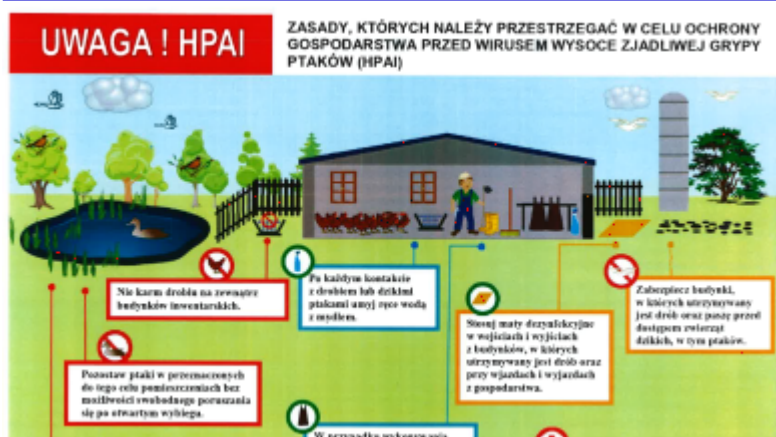 UWAGA ! HPAI
ZASADY, KTÓRYCH NALEŻY PRZESTRZEGAĆ W CELU OCHRONY
GOSPODARSTWA PRZED WIRUSEM WYSOCE ZJADLIWEJ GRYPY
PTAKÓW (HPAI)
Nie karm drobiu na zewnątrz
budynków inwentarskich.
Po każdym kontakcie
z drobiem lub dzikimi
ptakami umyj ręce wodą
z mydłem.
Stosuj maty dezynfekcyjne
w wejściach i wyjściach
z budynków, w których
utrzymywany jest drób oraz
przy wjazdach i wyjazdach
z gospodarstwa.
Zabezpiecz budynki,
w których utrzymywany
jest drób oraz paszę przed
dostępem zwierząt
dzikich, w tym ptaków.
Pozostaw ptaki w przeznaczonych
do tego celu pomieszczeniach bez
możliwości swobodnego poruszania
się po otwartym wybiegu.
W przypadku wykonywania